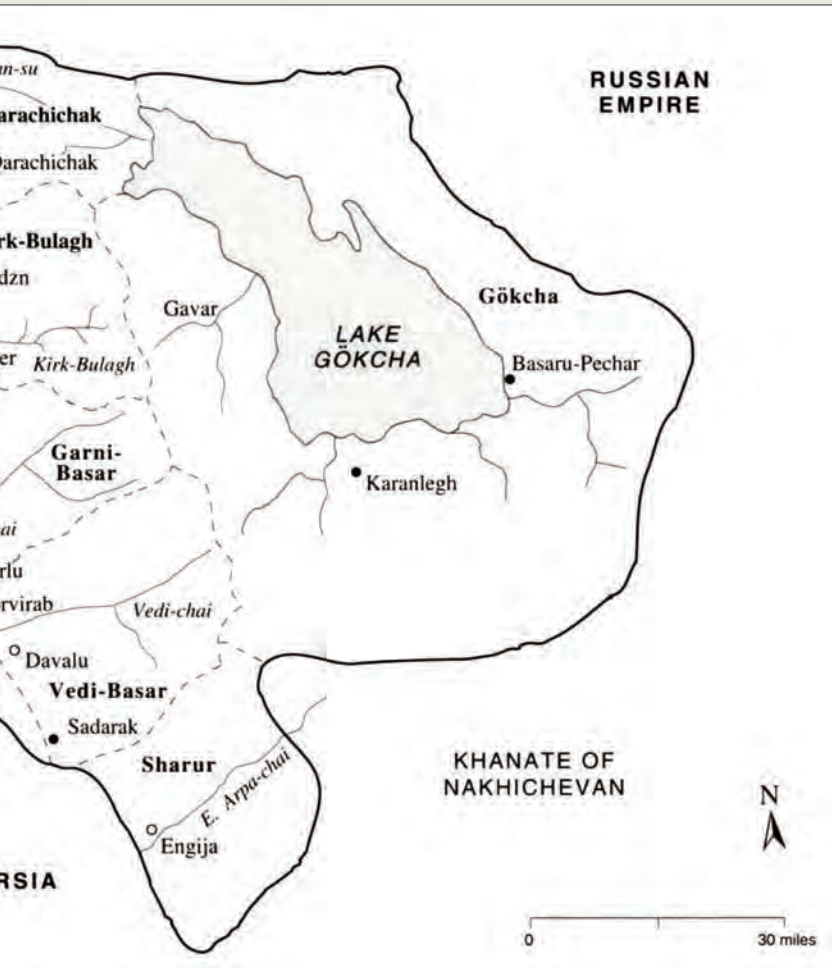 RUSSIAN
EMPIRE
an-su
arachichak
Darachichak
rk-Bulagh
dzn
Gökcha
Gavar
LAKE
GÖKCHA
er
Kirk-Bulagh
Basaru-Pechar
Garni-
Basar
Karanlegh
ai
rlu
rvirab
Vedi-chai
Davalu
Vedi-Basar
Sadarak
Sharur
E. Arpa-chai
KHANATE OF
NAKHICHEVAN
N
Engija
RSIA
0
30 miles